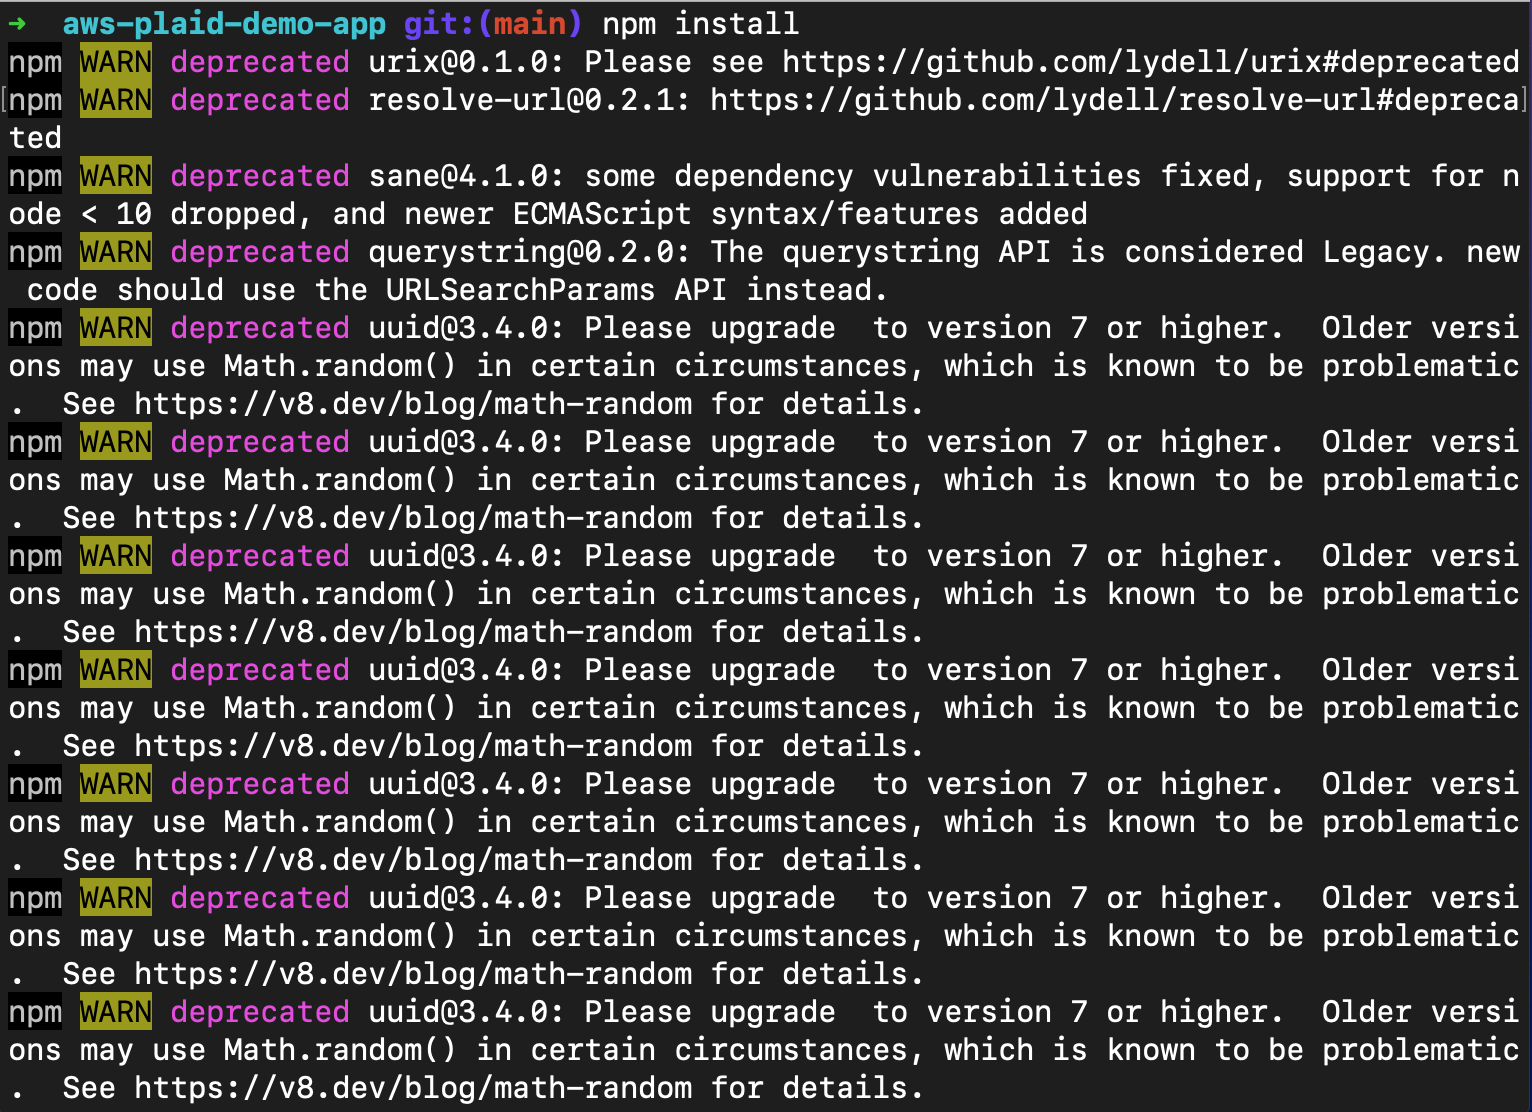 ➜  aws-plaid-demo-app git:(main) npm install
npm WARN deprecated urix@0.1.0: Please see https://github.com/lydell/urix#deprecated
npm WARN deprecated resolve-url@0.2.1: https://github.com/lydell/resolve-url#depreca
ted
npm WARN deprecated sane@4.1.0: some dependency vulnerabilities fixed, support for n
ode < 10 dropped, and newer ECMAScript syntax/features added
npm WARN deprecated querystring@0.2.0: The querystring API is considered Legacy. new
 code should use the URLSearchParams API instead.
npm WARN deprecated uuid@3.4.0: Please upgrade  to version 7 or higher.  Older versi
ons may use Math.random() in certain circumstances, which is known to be problematic
.  See https://v8.dev/blog/math-random for details.
npm WARN deprecated uuid@3.4.0: Please upgrade  to version 7 or higher.  Older versi
ons may use Math.random() in certain circumstances, which is known to be problematic
.  See https://v8.dev/blog/math-random for details.
npm WARN deprecated uuid@3.4.0: Please upgrade  to version 7 or higher.  Older versi
ons may use Math.random() in certain circumstances, which is known to be problematic
.  See https://v8.dev/blog/math-random for details.
npm WARN deprecated uuid@3.4.0: Please upgrade  to version 7 or higher.  Older versi
ons may use Math.random() in certain circumstances, which is known to be problematic
.  See https://v8.dev/blog/math-random for details.
npm WARN deprecated uuid@3.4.0: Please upgrade  to version 7 or higher.  Older versi
ons may use Math.random() in certain circumstances, which is known to be problematic
.  See https://v8.dev/blog/math-random for details.
npm WARN deprecated uuid@3.4.0: Please upgrade  to version 7 or higher.  Older versi
ons may use Math.random() in certain circumstances, which is known to be problematic
.  See https://v8.dev/blog/math-random for details.
npm WARN deprecated uuid@3.4.0: Please upgrade  to version 7 or higher.  Older versi
ons may use Math.random() in certain circumstances, which is known to be problematic
.  See https://v8.dev/blog/math-random for details.